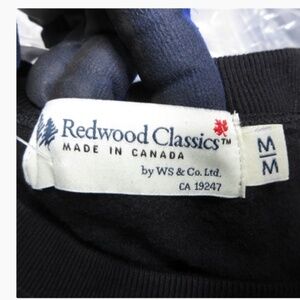 Redwood Classics™
MADE IN CANADA
by WS & Co. Ltd.
CA 19247
M
M